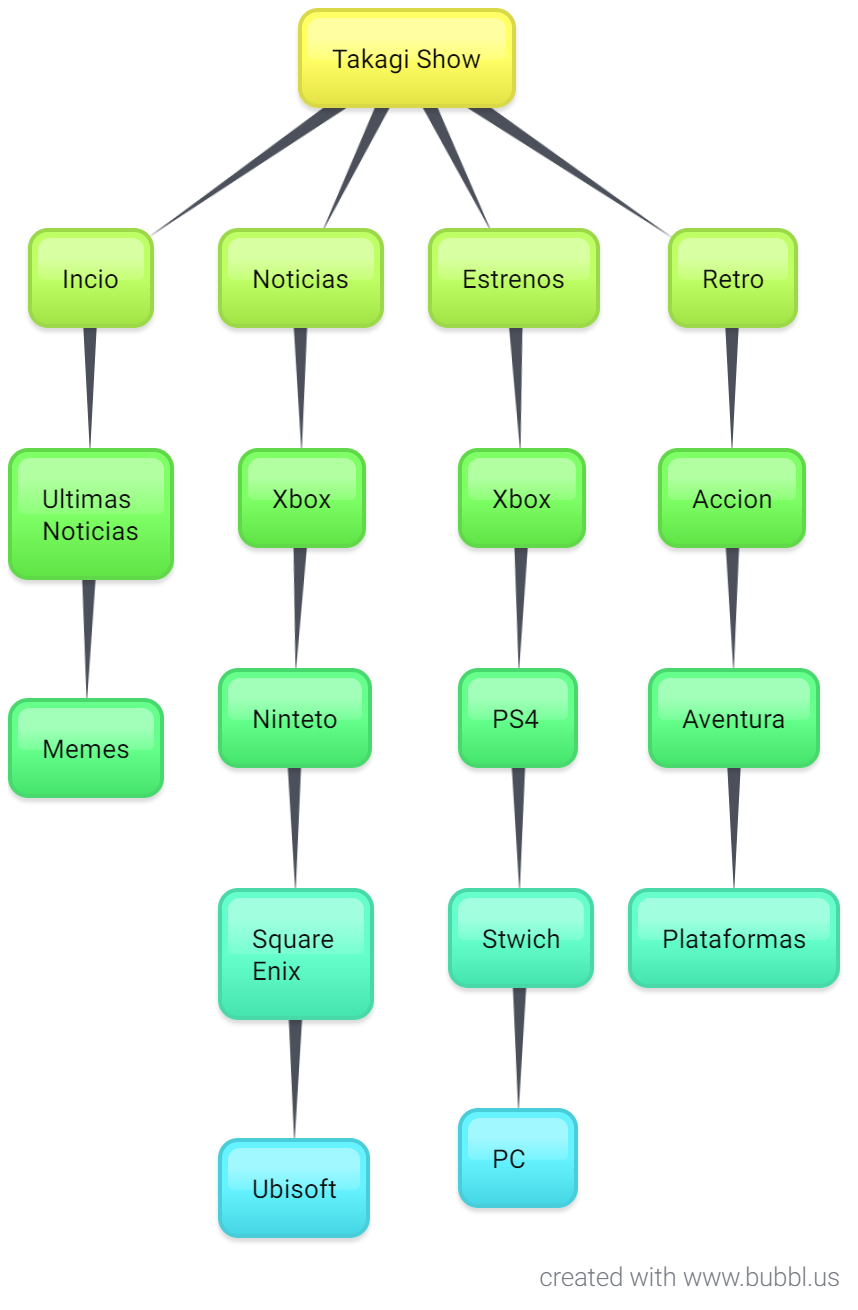 Takagi Show
Incio
Noticias
Estrenos
Retro
Ultimas
Noticias
Xbox
Xbox
Accion
Memes
Ninteto
PS4
Aventura
Square
Enix
Stwich
Plataformas
Ubisoft
PC
created with www.bubbl.us